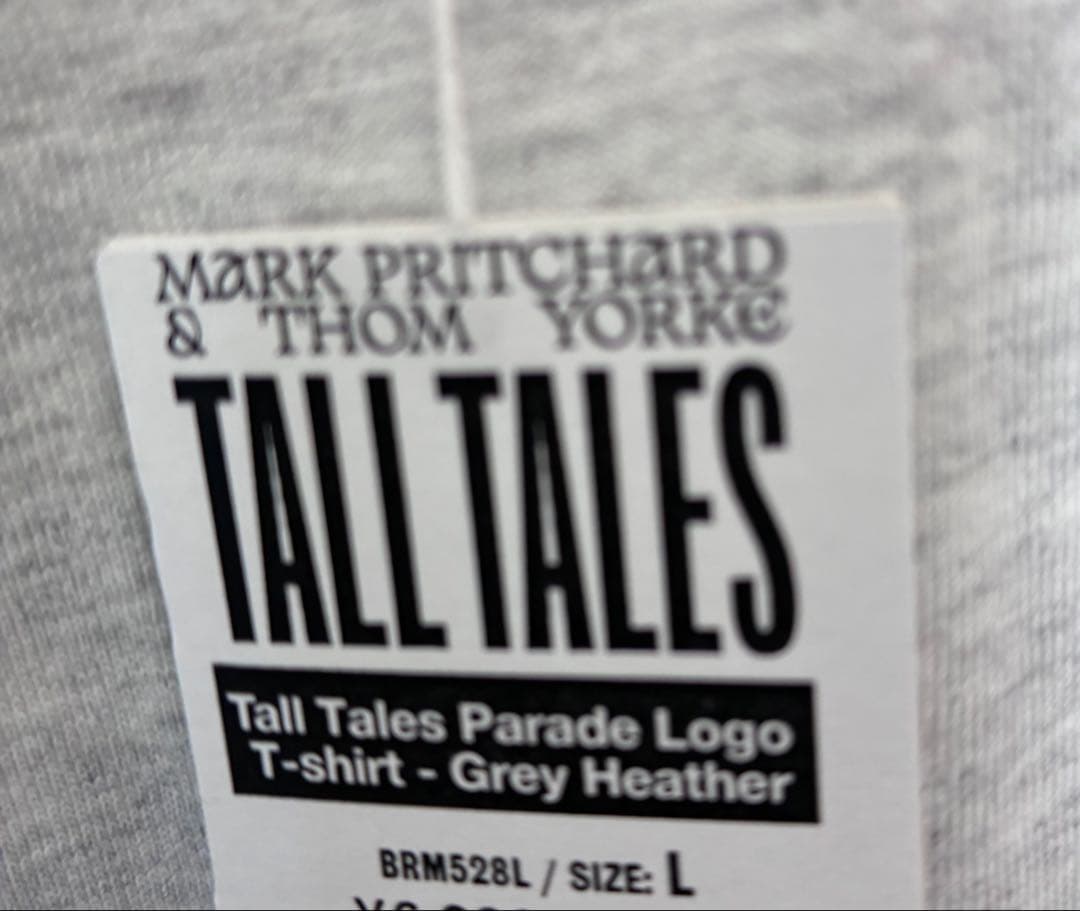 MARK PRITCHARD
& THOM YORKE
TALL TALES
Tall Tales Parade Logo
T-shirt - Grey Heather
BRM528L / SIZE: L